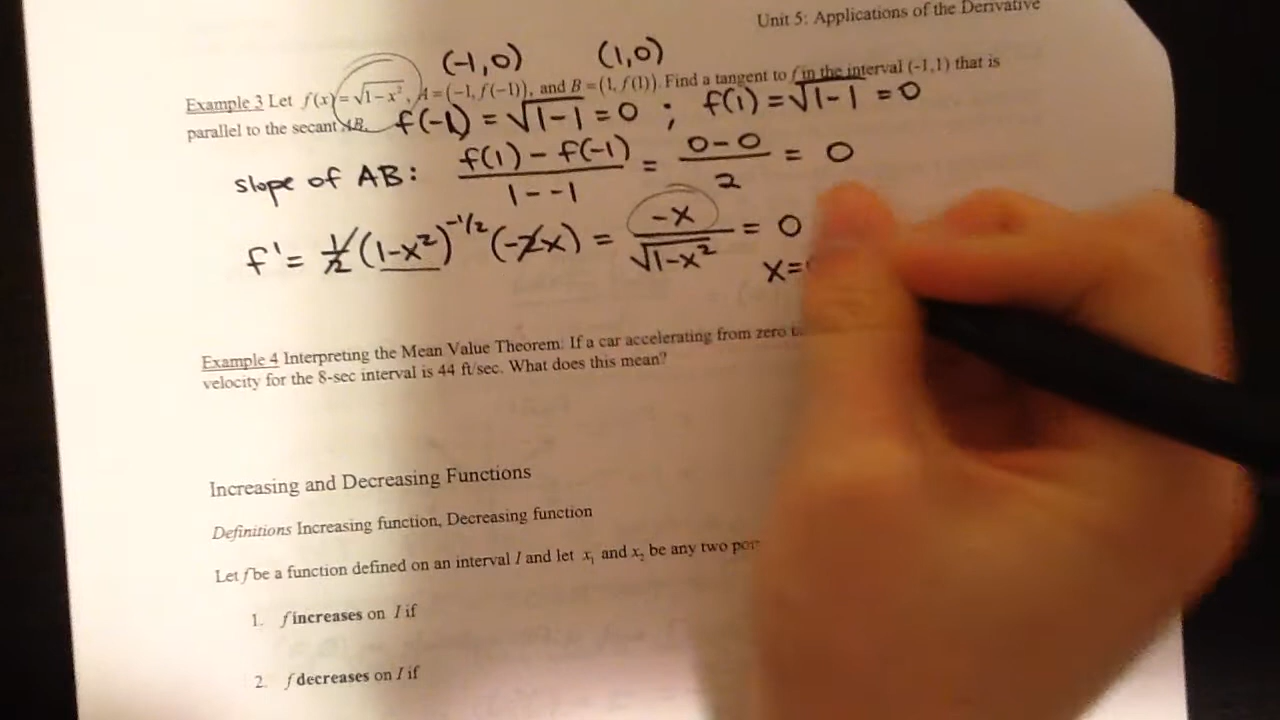 Unit 5: Applications of the Derivative
(-1,0) (1,0)
Example 3 Let f(x)=√1−x², A=(−1, f(−1)), and B=(1, f(1)). Find a tangent to f in the interval (-1,1) that is
parallel to the secant AB. f(-1) = √1-1 = 0 ; f(1) = √1-1 = 0
slope of AB: f(1) - f(-1) / 1 - -1 = 0-0 / 2 = 0
f' = 1/2 (1-x²)^-1/2 (-2x) = -x / √1-x² = 0
x=
Example 4 Interpreting the Mean Value Theorem. If a car accelerating from zero
velocity for the 8-sec interval is 44 ft/sec. What does this mean?
Increasing and Decreasing Functions
Definitions Increasing function, Decreasing function
Let f be a function defined on an interval I and let x₁ and x₂ be any two
1. f increases on I if
2. f decreases on I if